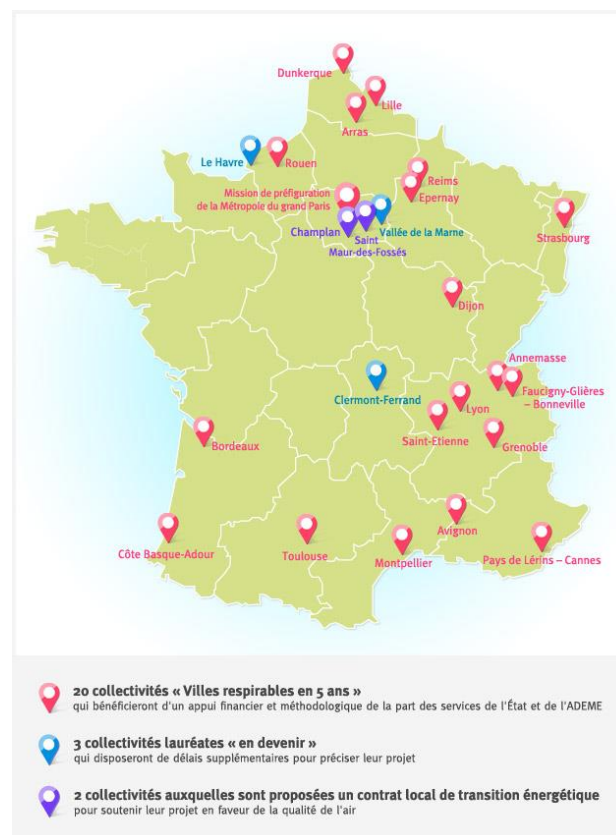 Dunkerque
Lille
Arras
Le Havre
Rouen
Reims
Epernay
Mission de préfiguration
de la Métropole du grand Paris
Champlan
Saint
Maur-des-Fossés
Vallée de la Marne
Strasbourg
Dijon
Annemasse
Faucigny-Glières
– Bonneville
Clermont-Ferrand
Lyon
Saint-Etienne
Grenoble
Bordeaux
Avignon
Côte Basque-Adour
Toulouse
Montpellier
Pays de Lérins – Cannes
20 collectivités « Villes respirables en 5 ans »
qui bénéficieront d'un appui financier et méthodologique de la part des services de l'État et de l'ADEME
3 collectivités lauréates « en devenir »
qui disposeront de délais supplémentaires pour préciser leur projet
2 collectivités auxquelles sont proposées un contrat local de transition énergétique
pour soutenir leur projet en faveur de la qualité de l'air